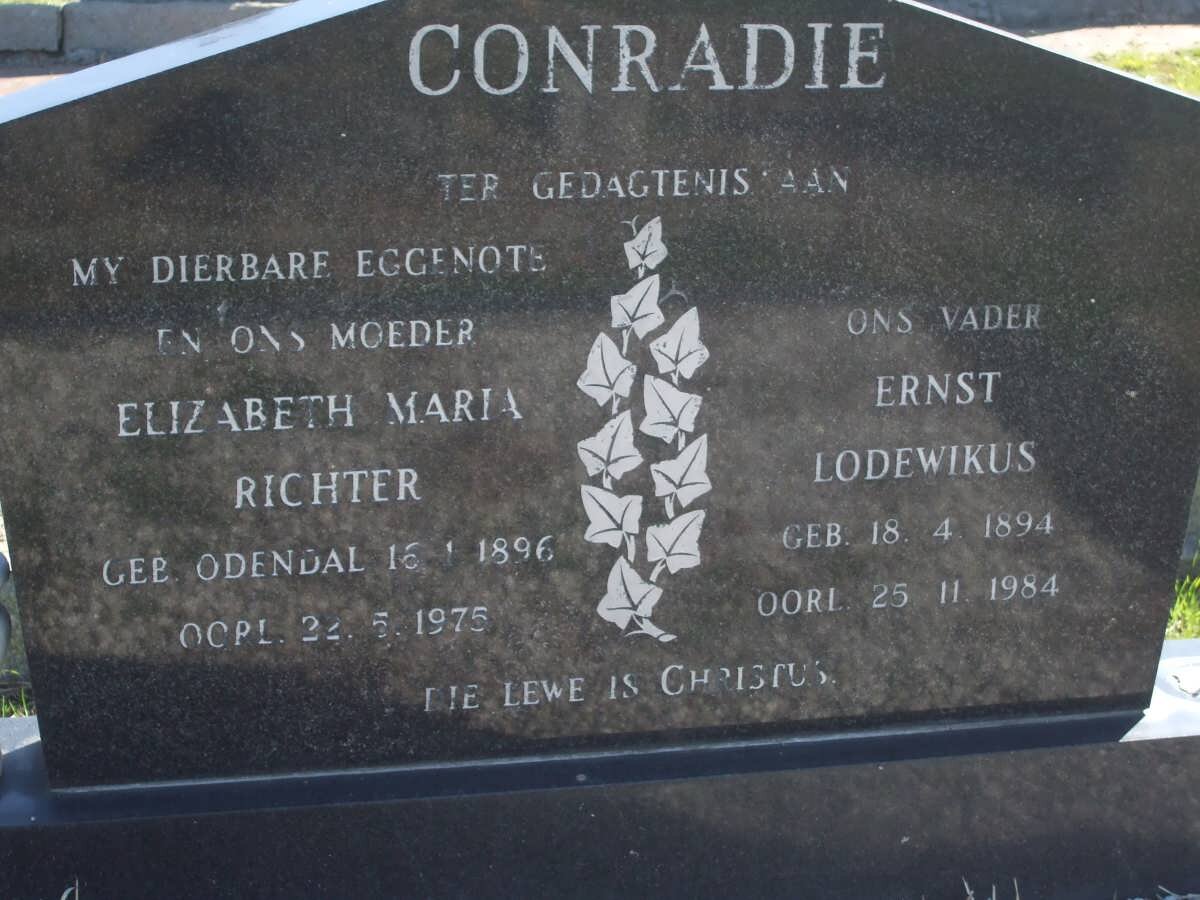 CONRADIE
TER GEDAGTENIS AAN
MY DIERBARE EGGENOTE
EN ONS MOEDER
ELIZABETH MARIA
RICHTER
GEB. ODENDAL 16. 1. 1896
OORL. 22. 5. 1975
ONS VADER
ERNST
LODEWIKUS
GEB. 18. 4. 1894
OORL. 25 11. 1984
DIE LEWE IS CHRISTUS.